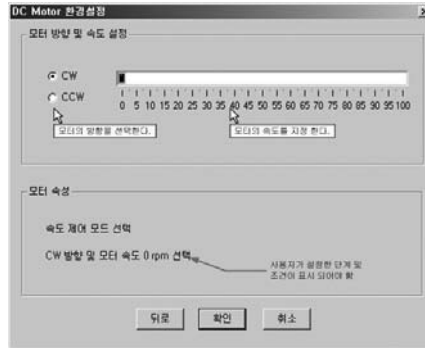 DC Motor 환경설정
모터 방향 및 속도 설정
CW
CCW
0 5 10 15 20 25 30 35 40 45 50 55 60 65 70 75 80 85 90 95 100
모터의 방향을 선택한다.
모터의 속도를 지정 한다.
모터 속성
속도 제어 모드 선택
CW 방향 및 모터 속도 0 rpm 선택
사용자가 설정한 단계 및
조건이 표시 되어야 함
뒤로
확인
취소